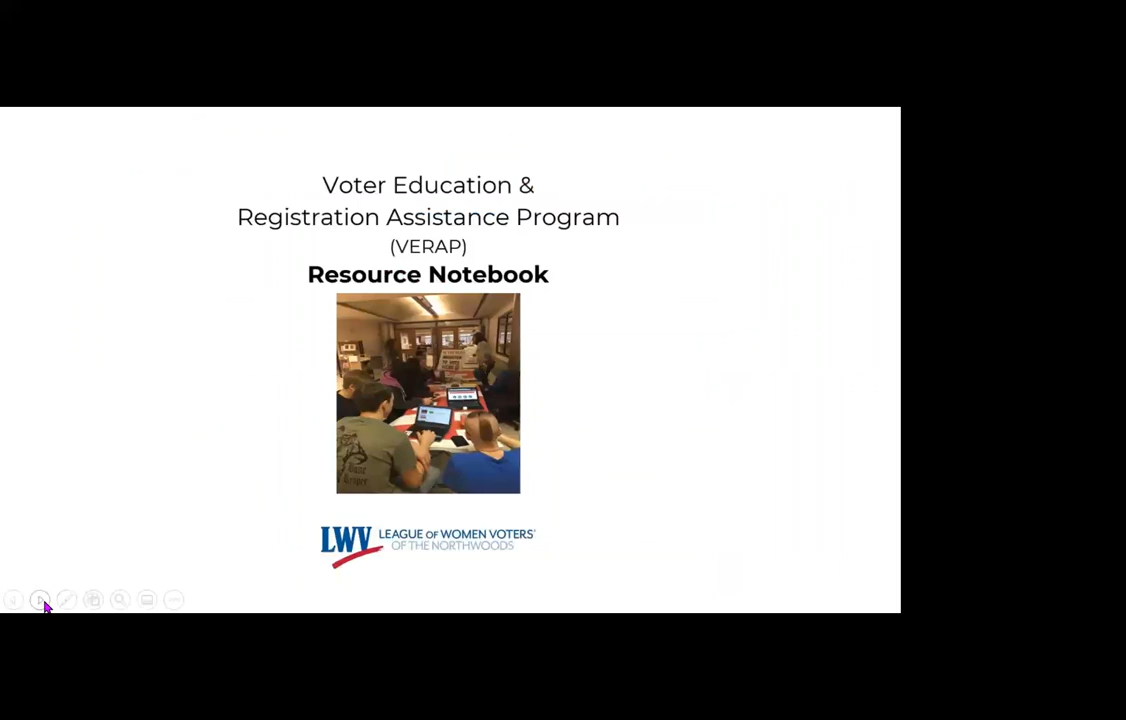 Voter Education &
Registration Assistance Program
(VERAP)
Resource Notebook
LWV LEAGUE OF WOMEN VOTERS®
OF THE NORTHWOODS